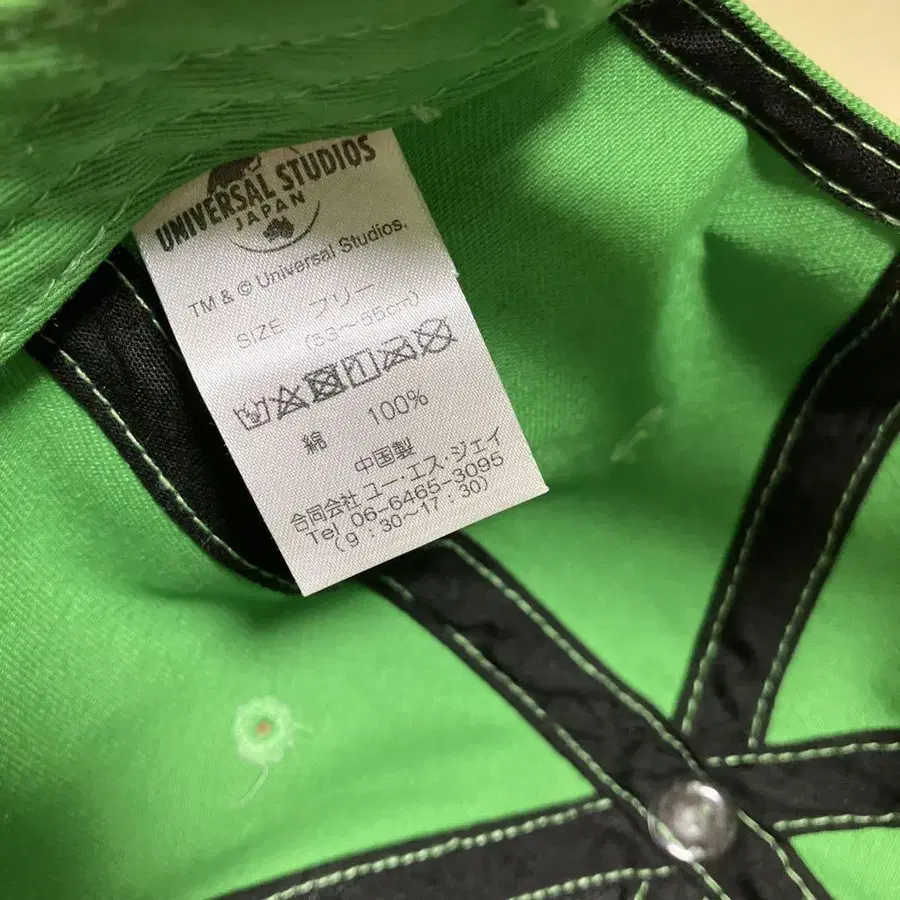 UNIVERSAL STUDIOS
JAPAN
TM & © Universal Studios.
SIZE フリー
(53～55cm)
綿 100%
中国製
合同会社 ユー・エス・ジェイ
Tel 06-6465-3095
(9:30～17:30)